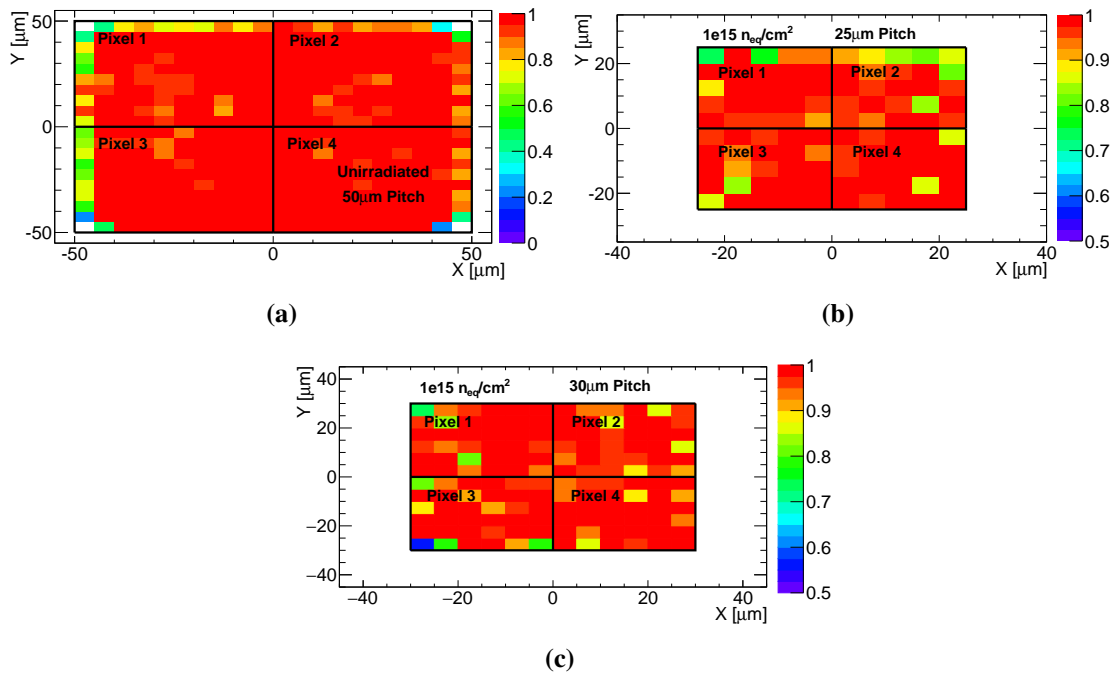 Y [μm]
50
0
-50
Pixel 1
Pixel 2
Pixel 3
Pixel 4
Unirradiated
50μm Pitch
-50
0
50
X [μm]
1
0.8
0.6
0.4
0.2
0
(a)
Y [μm]
20
0
-20
1e15 neq/cm2
25μm Pitch
Pixel 1
Pixel 2
Pixel 3
Pixel 4
-40
-20
0
20
40
X [μm]
1
0.9
0.8
0.7
0.6
0.5
(b)
Y [μm]
40
20
0
−20
−40
1e15 neq/cm2
30μm Pitch
Pixel 1
Pixel 2
Pixel 3
Pixel 4
−40
−20
0
20
40
X [μm]
1
0.9
0.8
0.7
0.6
0.5
(c)